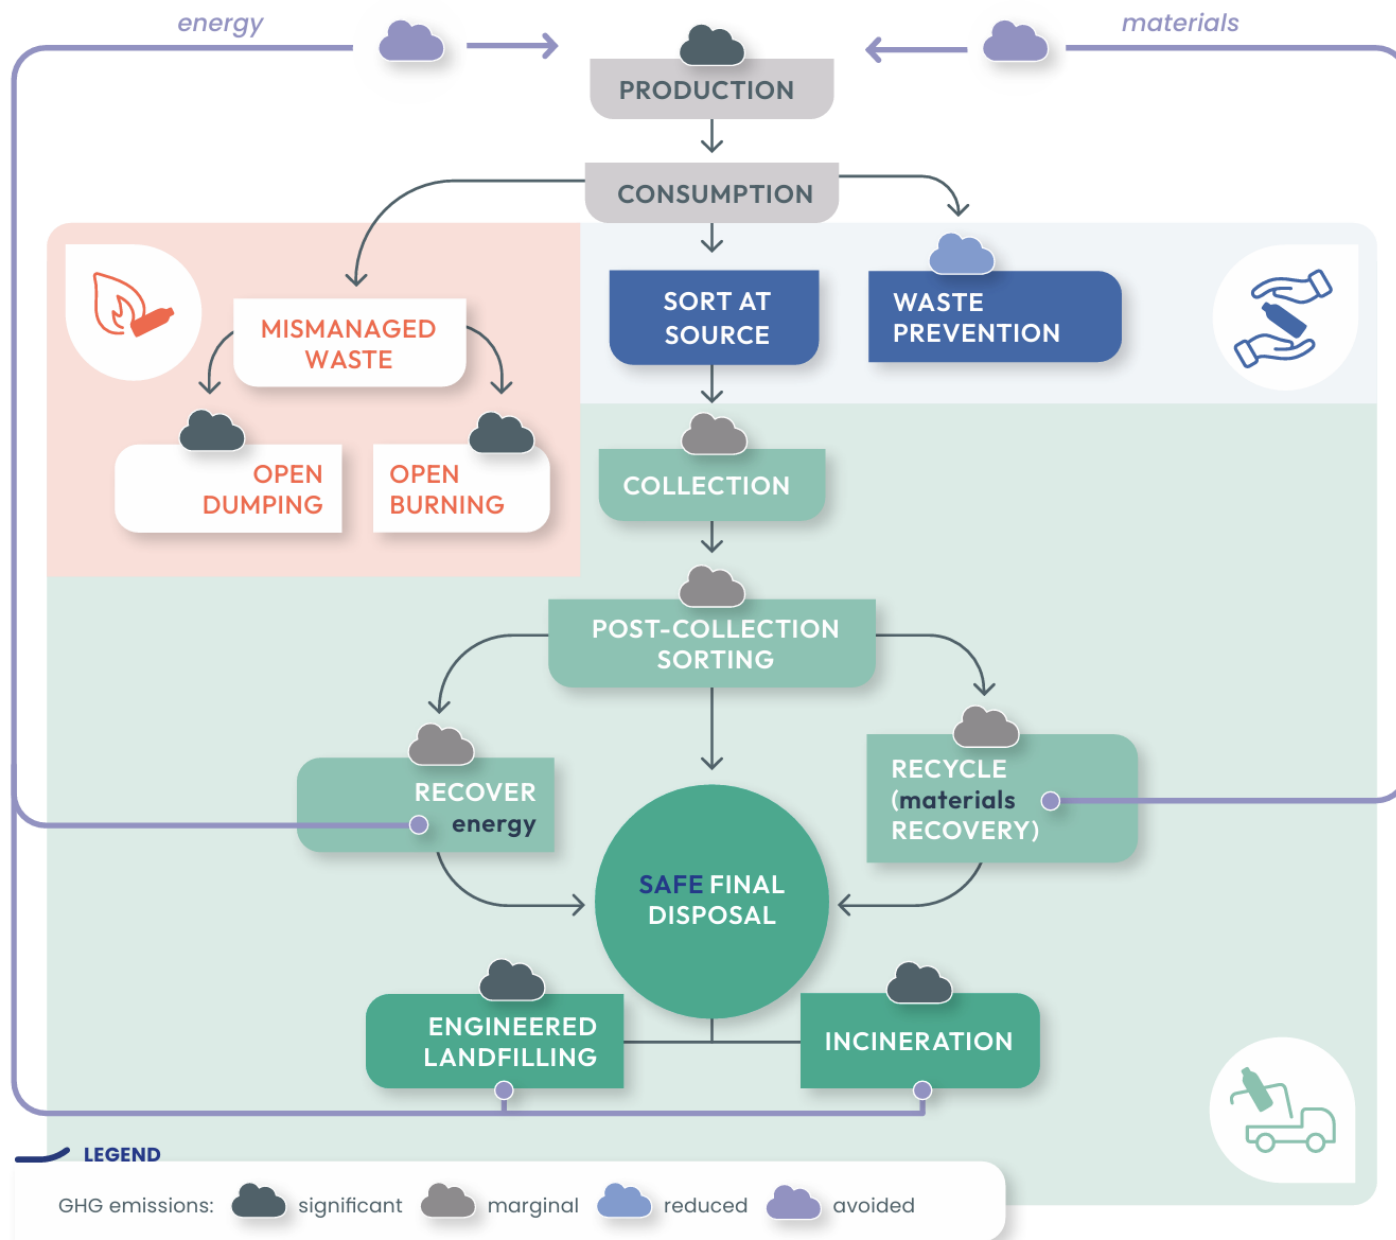 energy
materials
PRODUCTION
CONSUMPTION
MISMANAGED
WASTE
SORT AT
SOURCE
WASTE
PREVENTION
OPEN
DUMPING
OPEN
BURNING
COLLECTION
POST-COLLECTION
SORTING
RECOVER
energy
RECYCLE
(materials
RECOVERY)
SAFE FINAL
DISPOSAL
ENGINEERED
LANDFILLING
INCINERATION
LEGEND
GHG emissions: significant marginal reduced avoided